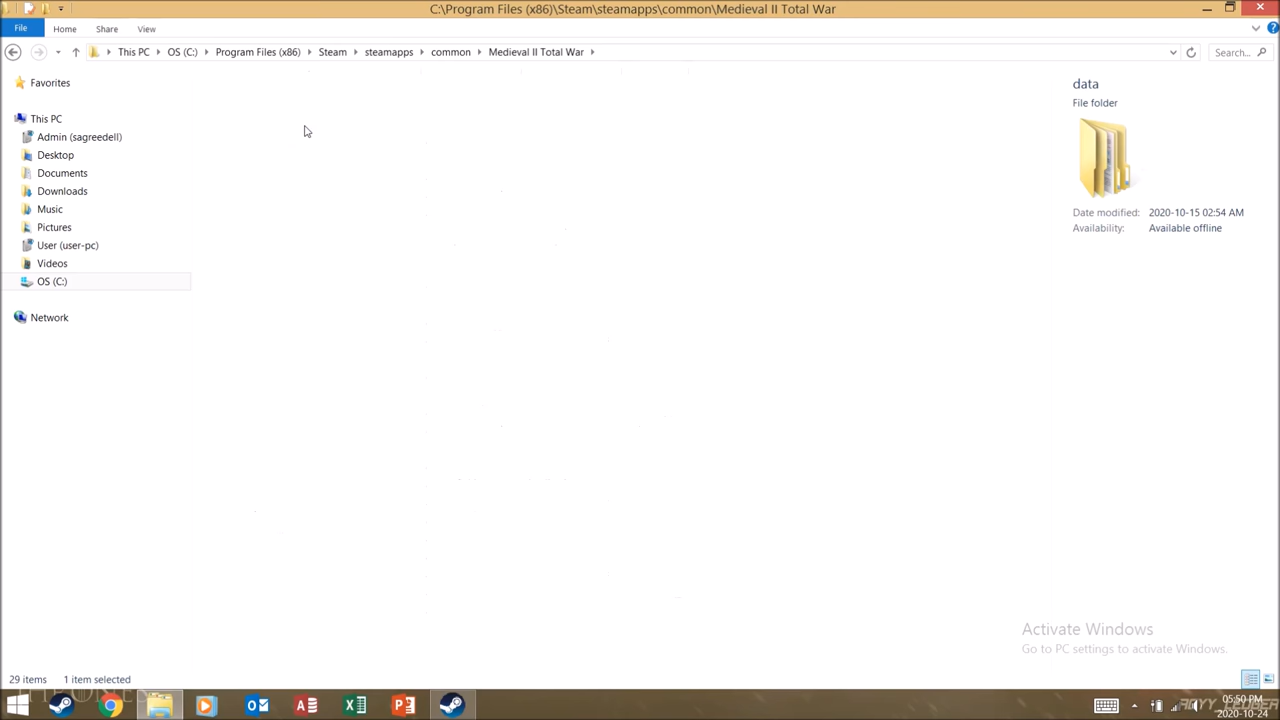 C:\Program Files (x86)\Steam\steamapps\common\Medieval II Total War
File Home Share View
This PC OS (C:) Program Files (x86) Steam steamapps common Medieval II Total War
Search...
Favorites
This PC
Admin (sagreedell)
Desktop
Documents
Downloads
Music
Pictures
User (user-pc)
Videos
OS (C:)
Network
data
File folder
Date modified: 2020-10-15 02:54 AM
Availability: Available offline
Activate Windows
Go to PC settings to activate Windows.
29 items 1 item selected
05:50 PM
2020-10-24